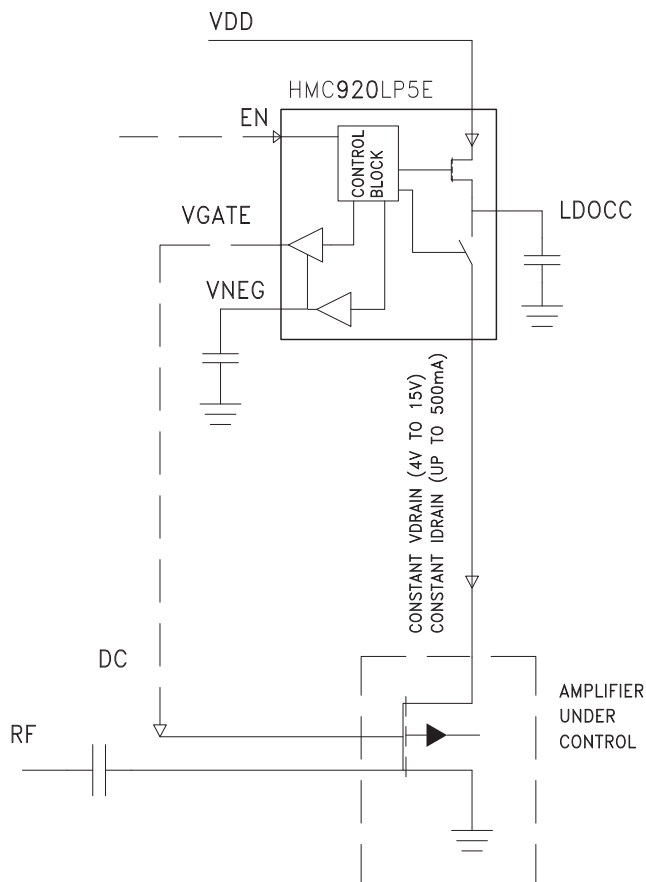 VDD
HMC920LP5E
EN
CONTROL
BLOCK
VGATE
LDOCC
VNEG
CONSTANT VDRAIN (4V TO 15V)
CONSTANT IDRAIN (UP TO 500mA)
DC
RF
AMPLIFIER
UNDER
CONTROL